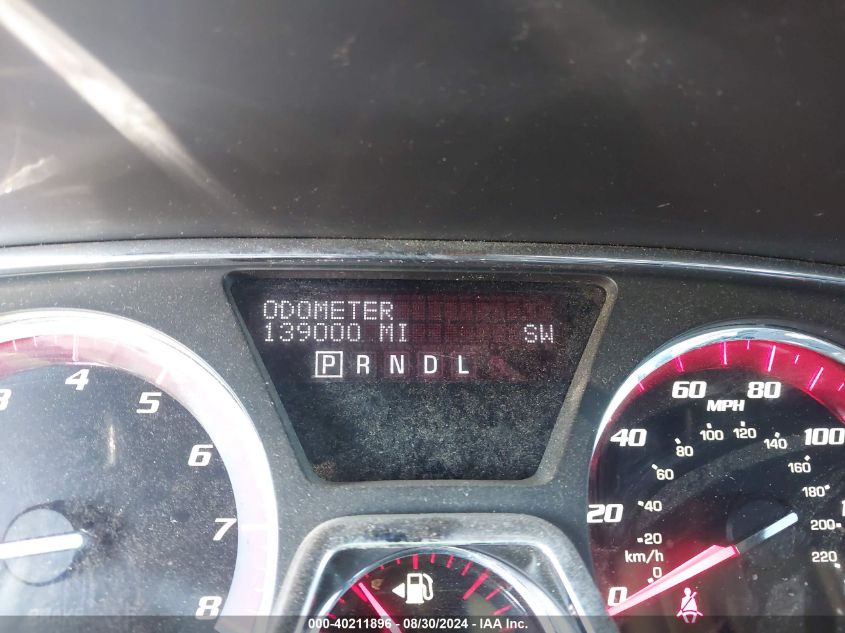 ODOMETER
139000 MI SW
P R N D L
3 4 5 6 7 8
60 80
MPH
40 100
100 120
80 140
60 160
40 180
20 200
20 220
km/h
0
0
000-40211896 - 08/30/2024 - IAA Inc.